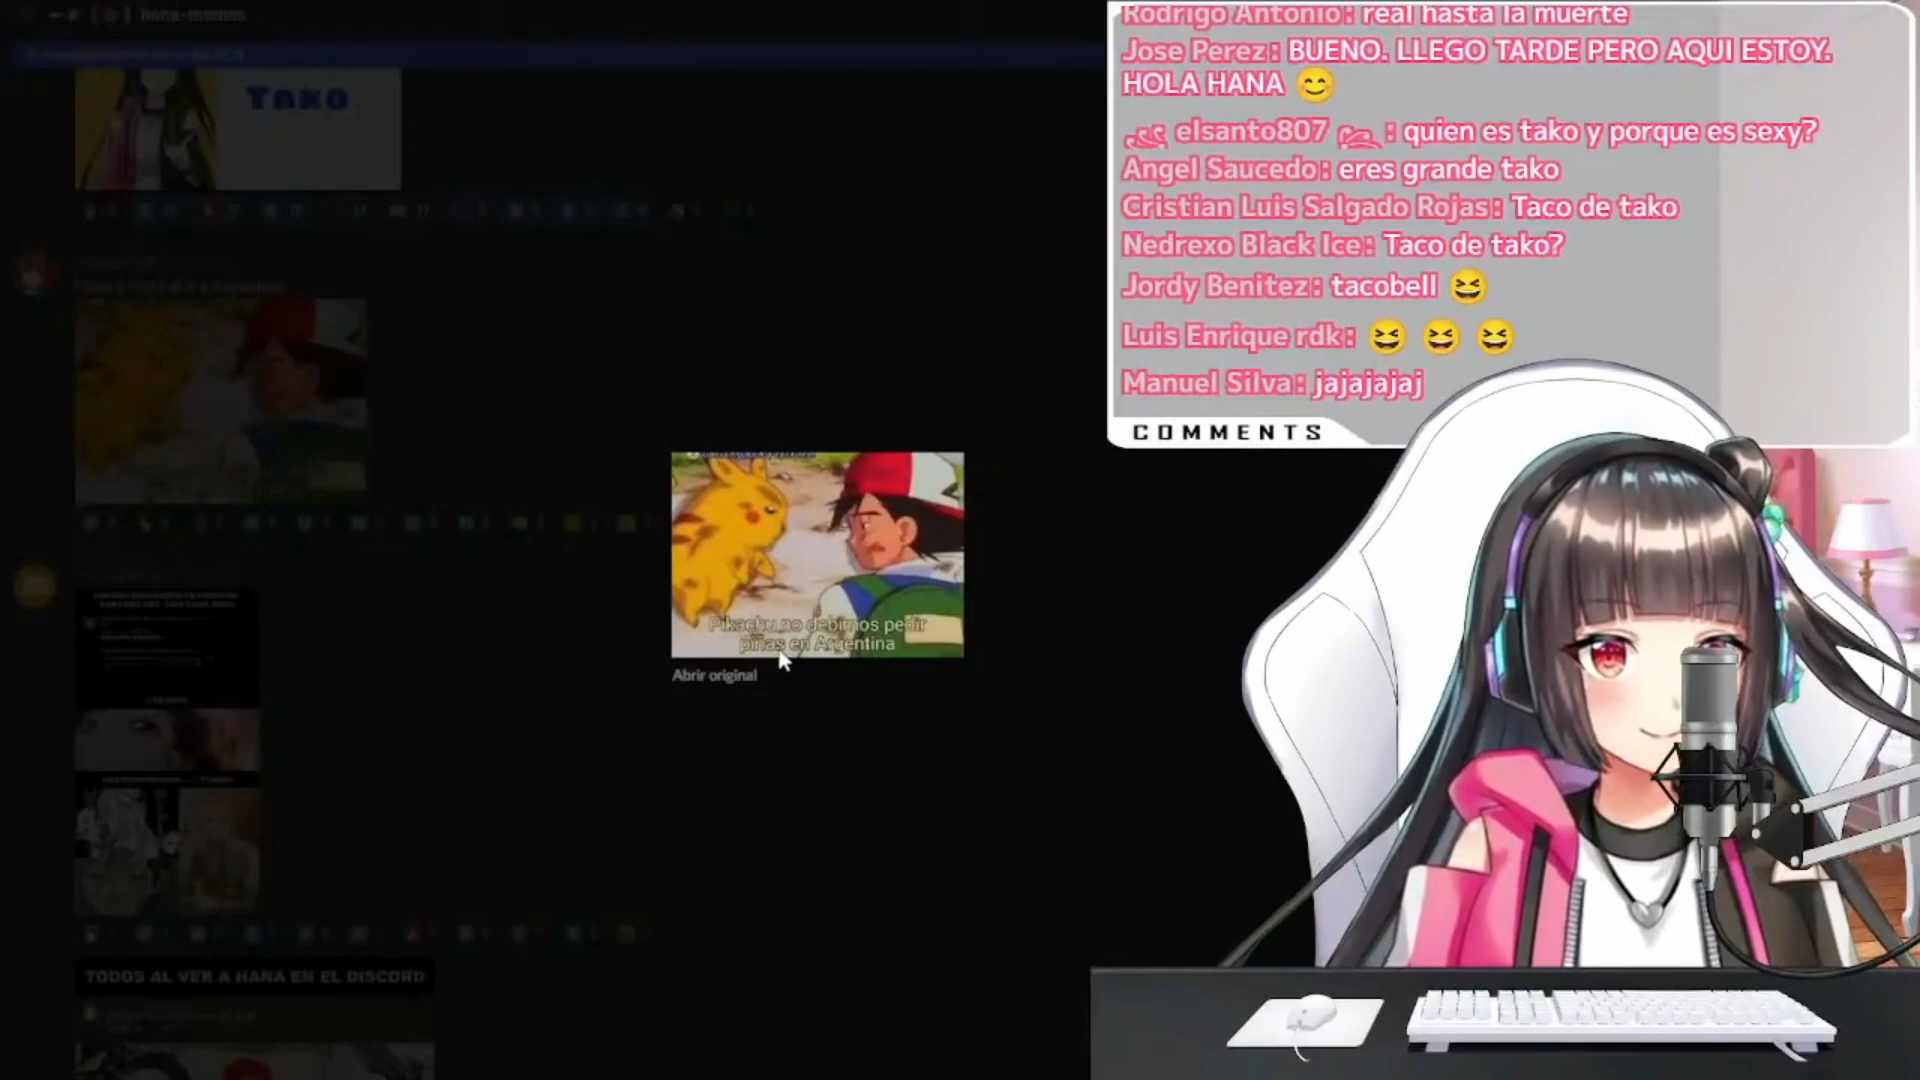 hana-memes
TAKO
Pikachu no debimos pedir
piñas en Argentina
Abrir original
TODOS AL VER A HANA EN EL DISCORD
Rodrigo Antonio: real hasta la muerte
Jose Perez: BUENO. LLEGO TARDE PERO AQUI ESTOY.
HOLA HANA 😊
elsanto807 : quien es tako y porque es sexy?
Angel Saucedo: eres grande tako
Cristian Luis Salgado Rojas: Taco de tako
Nedrexo Black Ice: Taco de tako?
Jordy Benitez: tacobell 😆
Luis Enrique rdk: 😆 😆 😆
Manuel Silva: jajajajaj
COMMENTS